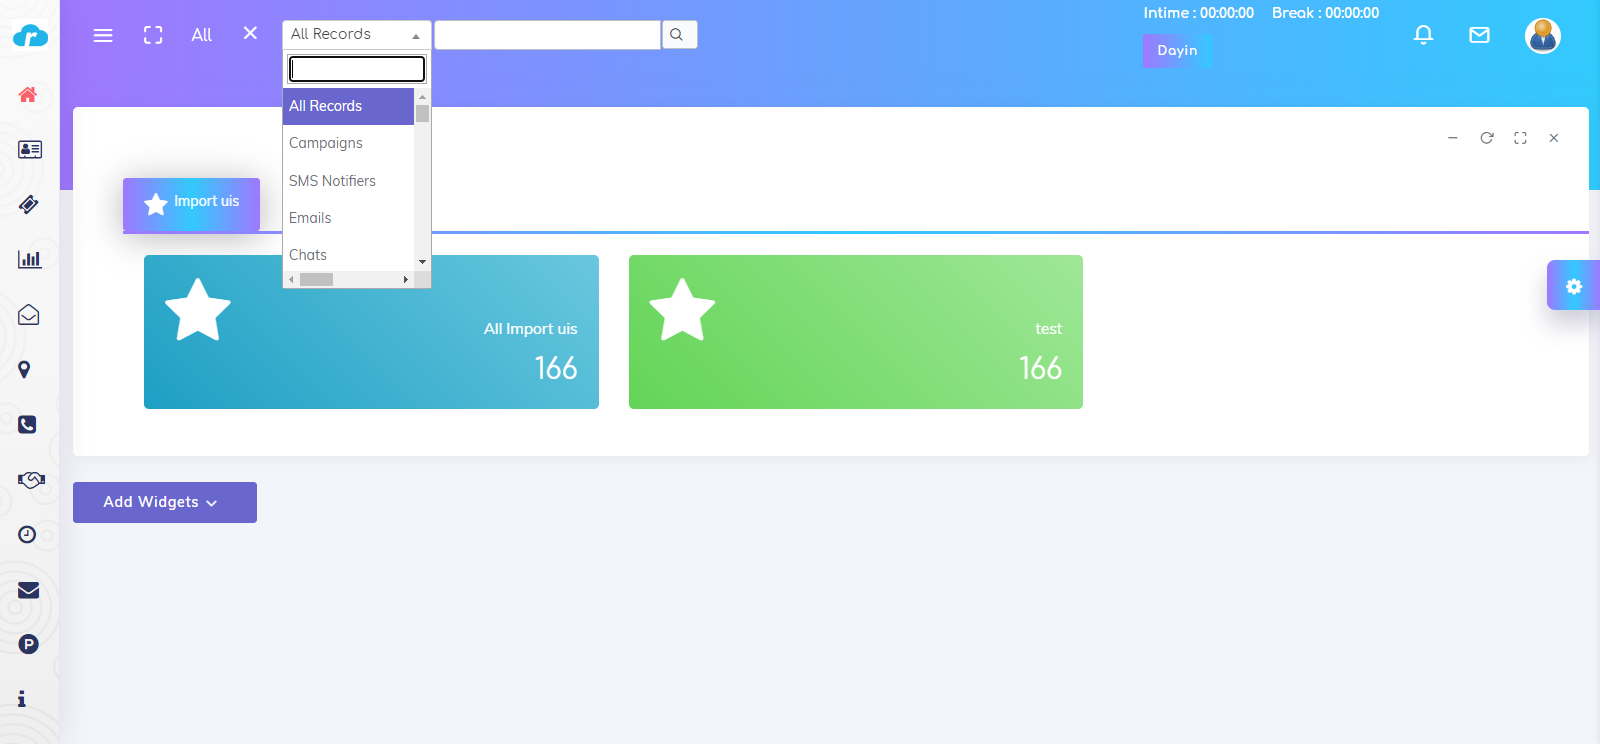 Intime : 00:00:00 Break : 00:00:00
All
All Records
Dayin
All Records
Campaigns
SMS Notifiers
Emails
Chats
Import uis
All Import uis
166
test
166
Add Widgets